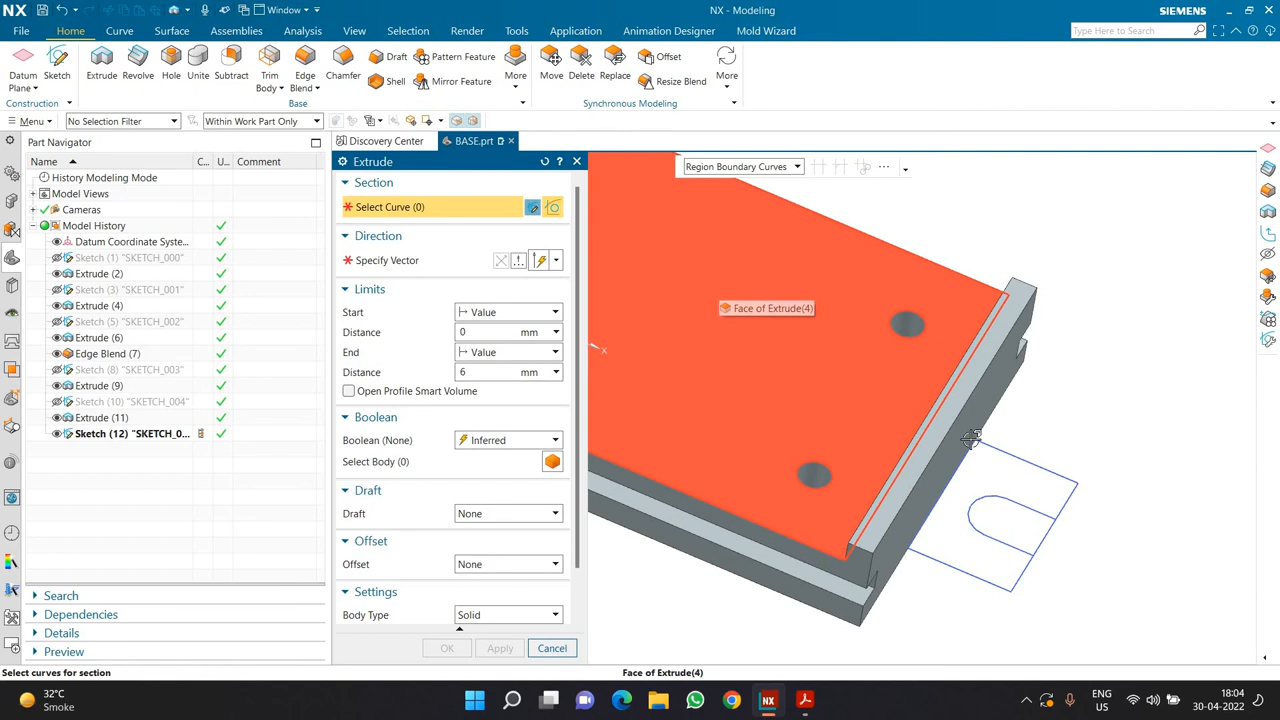 NX
Window
NX - Modeling
SIEMENS
File Home Curve Surface Assemblies Analysis View Selection Render Tools Application Animation Designer Mold Wizard
Type Here to Search
Datum Plane Sketch Extrude Revolve Hole Unite Subtract Trim Body Edge Blend Chamfer Draft Pattern Feature Shell Mirror Feature More Move Delete Replace Offset Resize Blend More
Construction Base Synchronous Modeling
Menu No Selection Filter Within Work Part Only
Part Navigator
Discovery Center BASE.prt
Name C... U... Comment
History Modeling Mode
Model Views
Cameras
Model History
Datum Coordinate Syste...
Sketch (1) "SKETCH_000"
Extrude (2)
Sketch (3) "SKETCH_001"
Extrude (4)
Sketch (5) "SKETCH_002"
Extrude (6)
Edge Blend (7)
Sketch (8) "SKETCH_003"
Extrude (9)
Sketch (10) "SKETCH_004"
Extrude (11)
Sketch (12) "SKETCH_0...
Search
Dependencies
Details
Preview
Extrude
Section
Select Curve (0)
Direction
Specify Vector
Limits
Start Value
Distance 0 mm
End Value
Distance 6 mm
Open Profile Smart Volume
Boolean
Boolean (None) Inferred
Select Body (0)
Draft
Draft None
Offset
Offset None
Settings
Body Type Solid
OK Apply Cancel
Region Boundary Curves
Face of Extrude(4)
X
Select curves for section
Face of Extrude(4)
32°C
Smoke
NX
ENG
US
18:04
30-04-2022